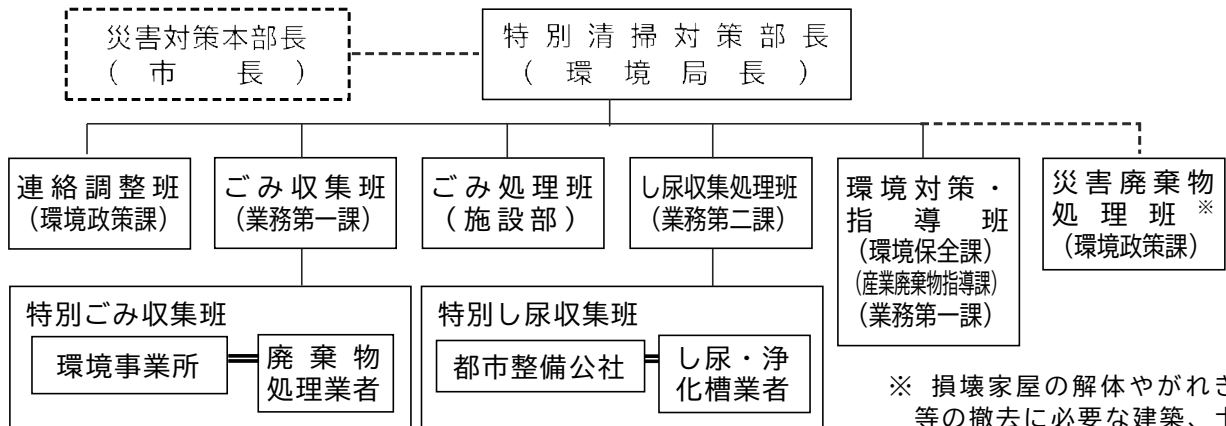 災害対策本部長
(市長)
特別清掃対策部長
(環境局長)
連絡調整班
(環境政策課)
ごみ収集班
(業務第一課)
ごみ処理班
(施設部)
し尿収集処理班
(業務第二課)
環境対策・
指導班
(環境保全課)
(産業廃棄物指導課)
(業務第一課)
災害廃棄物
処理班※
(環境政策課)
特別ごみ収集班
環境事業所
廃棄物
処理業者
特別し尿収集班
都市整備公社
し尿・浄
化槽業者
※ 損壊家屋の解体やがれき
等の撤去に必要な建築、